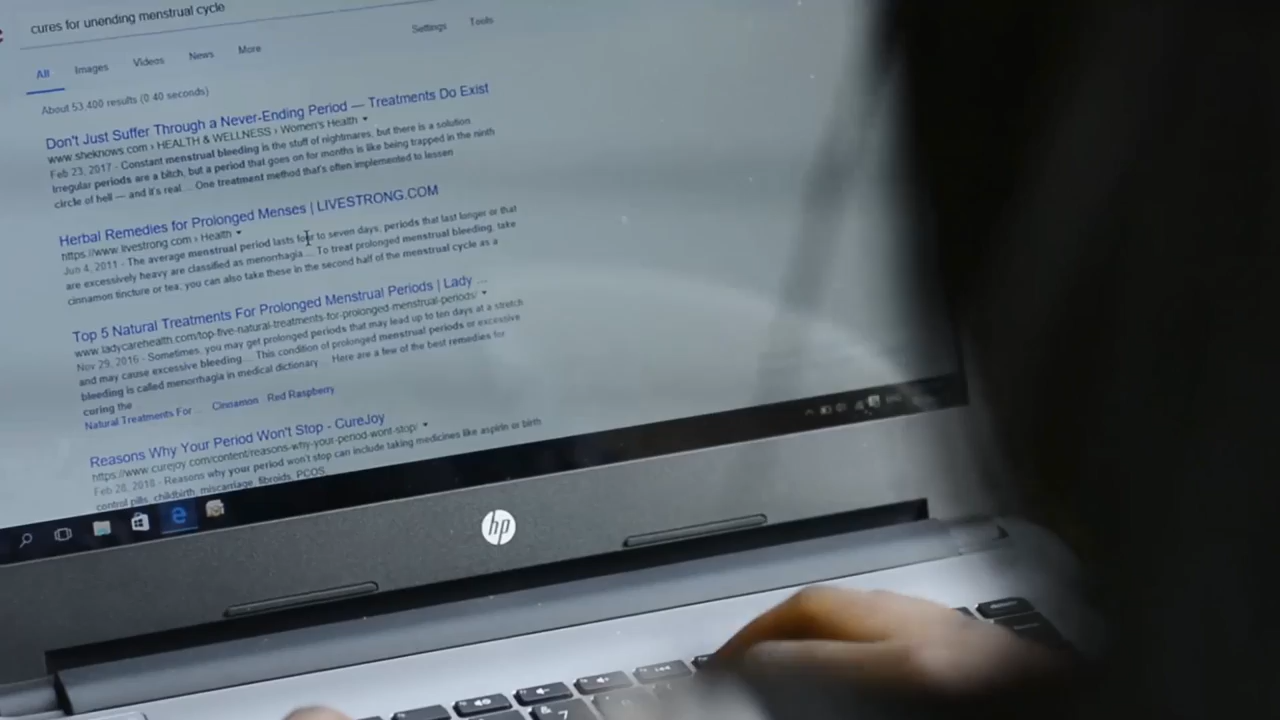 cures for unending menstrual cycle
All Images Videos News More Settings Tools
About 53,400 results (0.40 seconds)
Don't Just Suffer Through a Never-Ending Period — Treatments Do Exist
www.sheknows.com › HEALTH & WELLNESS › Women's Health
Feb 23, 2017 - Constant menstrual bleeding is the stuff of nightmares, but there is a solution
Irregular periods are a bitch, but a period that goes on for months is like being trapped in the ninth
circle of hell — and it's real ... One treatment method that's often implemented to lessen
Herbal Remedies for Prolonged Menses | LIVESTRONG.COM
https://www.livestrong.com › Health
Jun 4, 2011 - The average menstrual period lasts four to seven days, periods that last longer or that
are excessively heavy are classified as menorrhagia.... To treat prolonged menstrual bleeding, take
cinnamon tincture or tea, you can also take these in the second half of the menstrual cycle as a
Top 5 Natural Treatments For Prolonged Menstrual Periods | Lady ...
www.ladycarehealth.com/top-five-natural-treatments-for-prolonged-menstrual-periods/
Nov 29, 2016 - Sometimes, you may get prolonged periods that may lead up to ten days at a stretch
and may cause excessive bleeding.... This condition of prolonged menstrual periods or excessive
bleeding is called menorrhagia in medical dictionary.... Here are a few of the best remedies for
curing the
Natural Treatments For ... Cinnamon Red Raspberry
Reasons Why Your Period Won't Stop - CureJoy
https://www.curejoy.com/content/reasons-why-your-period-wont-stop/
Feb 28, 2018 - Reasons why your period won't stop can include taking medicines like aspirin or birth
control pills, childbirth, miscarriage, fibroids, PCOS
hp